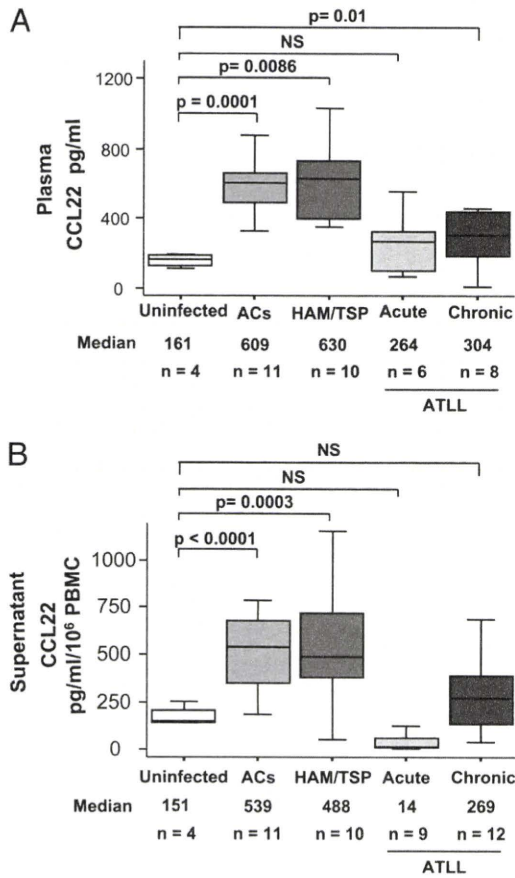 A
p= 0.01
NS
p= 0.0086
p = 0.0001
Plasma
CCL22 pg/ml
1200
800
400
0
Uninfected ACs HAM/TSP Acute Chronic
Median 161 609 630 264 304
n = 4 n = 11 n = 10 n = 6 n = 8
ATLL
B
NS
NS
p= 0.0003
p < 0.0001
Supernatant
CCL22
pg/ml/10⁶ PBMC
1000
750
500
250
0
Uninfected ACs HAM/TSP Acute Chronic
Median 151 539 488 14 269
n = 4 n = 11 n = 10 n = 9 n = 12
ATLL